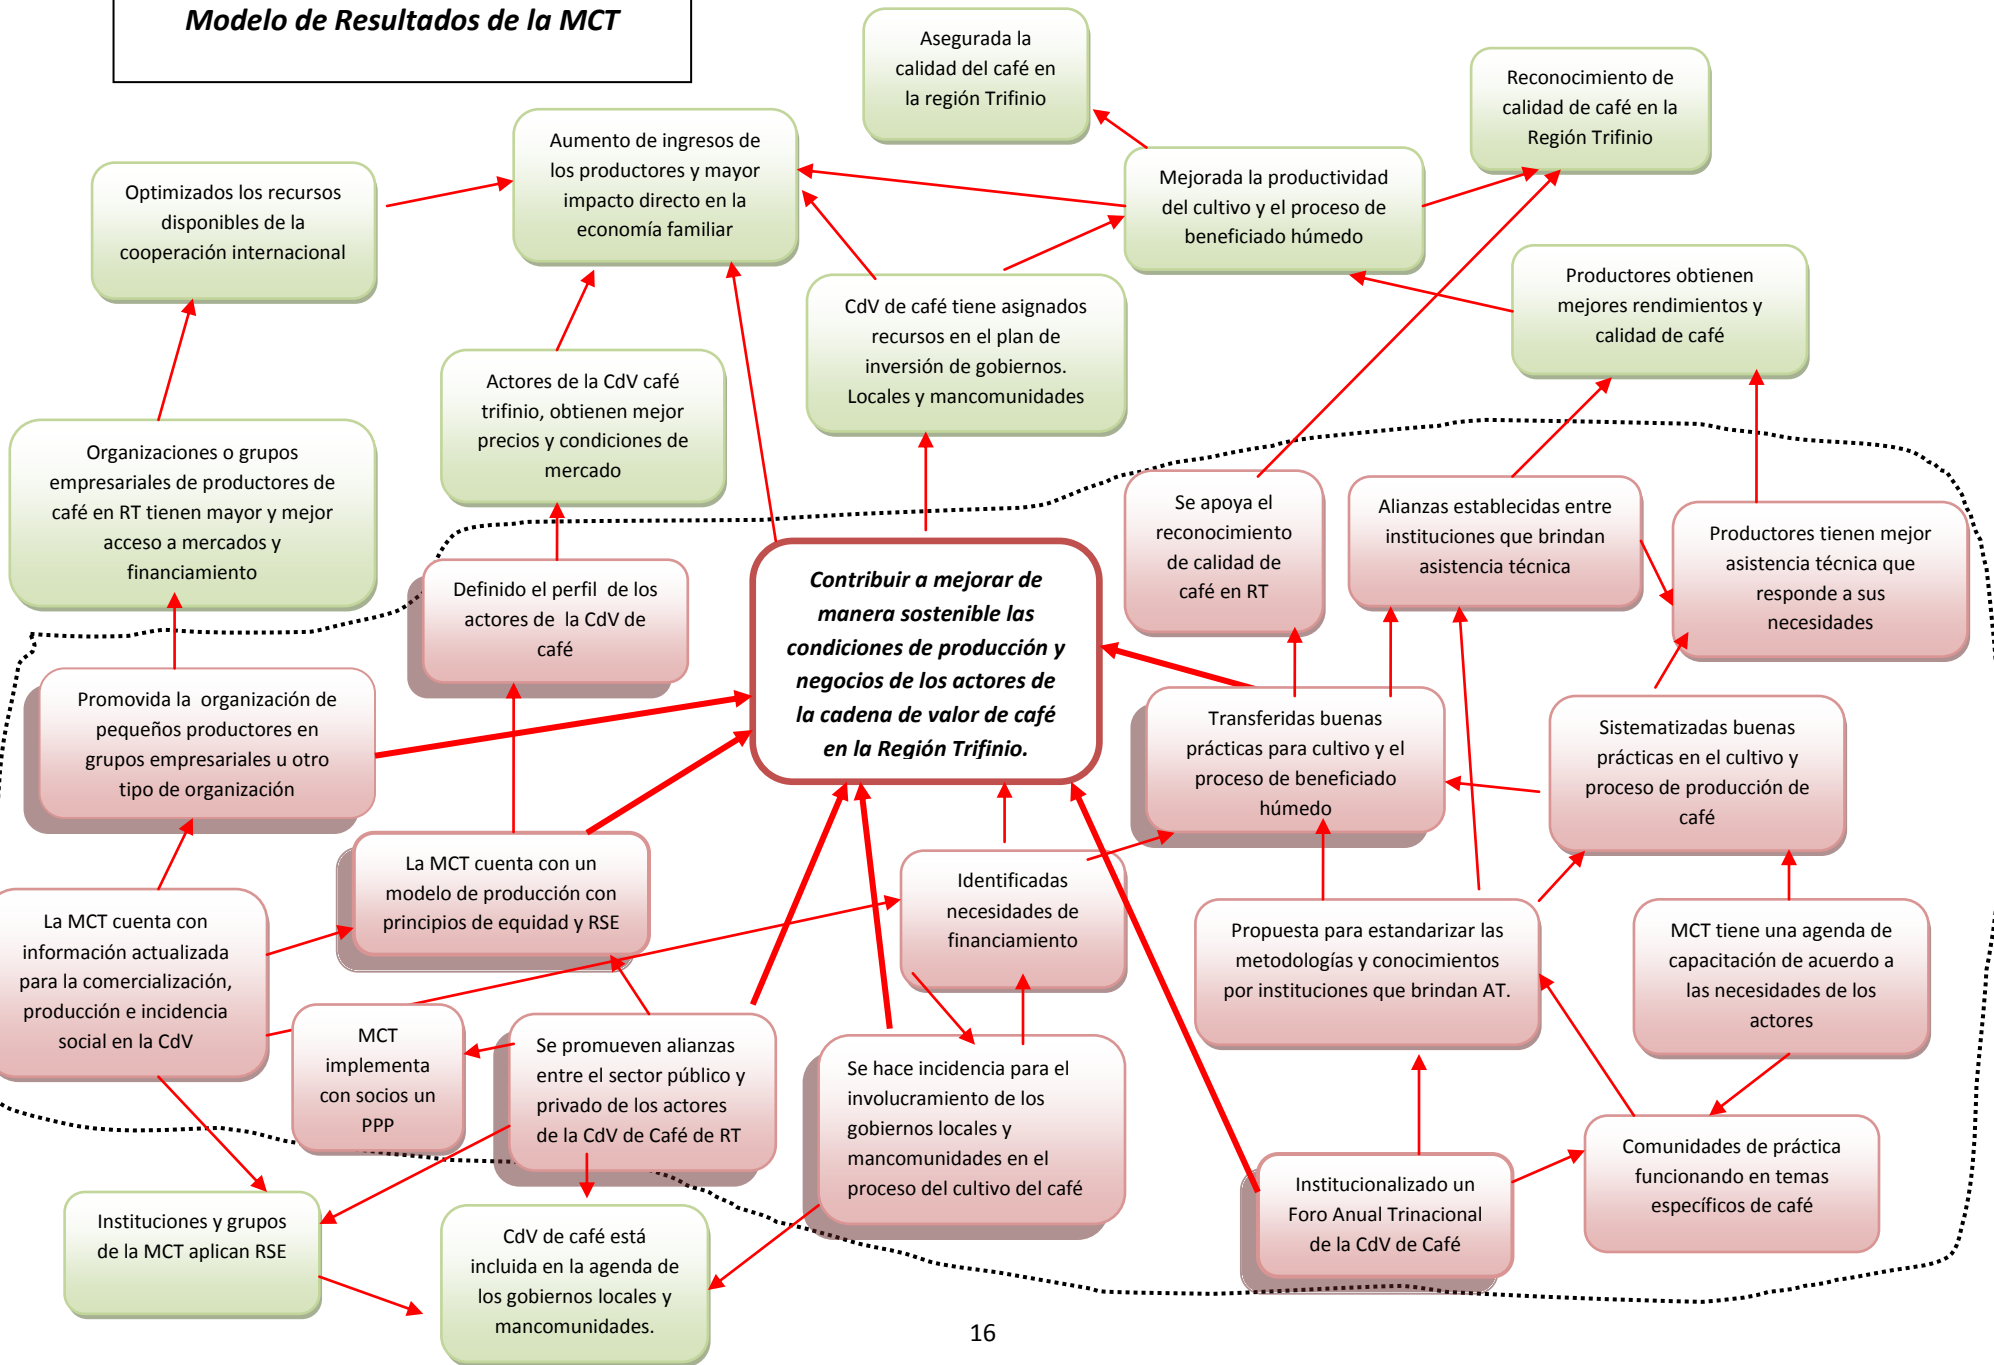 Modelo de Resultados de la MCT
Asegurada la
calidad del café en
la región Trifinio
Reconocimiento de
calidad de café en la
Región Trifinio
Aumento de ingresos de
los productores y mayor
impacto directo en la
economía familiar
Optimizados los recursos
disponibles de la
cooperación internacional
Mejorada la productividad
del cultivo y el proceso de
beneficiado húmedo
CdV de café tiene asignados
recursos en el plan de
inversión de gobiernos.
Locales y mancomunidades
Productores obtienen
mejores rendimientos y
calidad de café
Actores de la CdV café
trifinio, obtienen mejor
precios y condiciones de
mercado
Organizaciones o grupos
empresariales de productores de
café en RT tienen mayor y mejor
acceso a mercados y
financiamiento
Se apoya el
reconocimiento
de calidad de
café en RT
Alianzas establecidas entre
instituciones que brindan
asistencia técnica
Productores tienen mejor
asistencia técnica que
responde a sus
necesidades
Definido el perfil de los
actores de la CdV de
café
Contribuir a mejorar de
manera sostenible las
condiciones de producción y
negocios de los actores de
la cadena de valor de café
en la Región Trifinio.
Promovida la organización de
pequeños productores en
grupos empresariales u otro
tipo de organización
Transferidas buenas
prácticas para cultivo y el
proceso de beneficiado
húmedo
Sistematizadas buenas
prácticas en el cultivo y
proceso de producción de
café
La MCT cuenta con un
modelo de producción con
principios de equidad y RSE
Identificadas
necesidades de
financiamiento
La MCT cuenta con
información actualizada
para la comercialización,
producción e incidencia
social en la CdV
Propuesta para estandarizar las
metodologías y conocimientos
por instituciones que brindan AT.
MCT tiene una agenda de
capacitación de acuerdo a
las necesidades de los
actores
MCT
implementa
con socios un
PPP
Se promueven alianzas
entre el sector público y
privado de los actores
de la CdV de Café de RT
Se hace incidencia para el
involucramiento de los
gobiernos locales y
mancomunidades en el
proceso del cultivo del café
Comunidades de práctica
funcionando en temas
específicos de café
Institucionalizado un
Foro Anual Trinacional
de la CdV de Café
Instituciones y grupos
de la MCT aplican RSE
CdV de café está
incluida en la agenda de
los gobiernos locales y
mancomunidades.
16